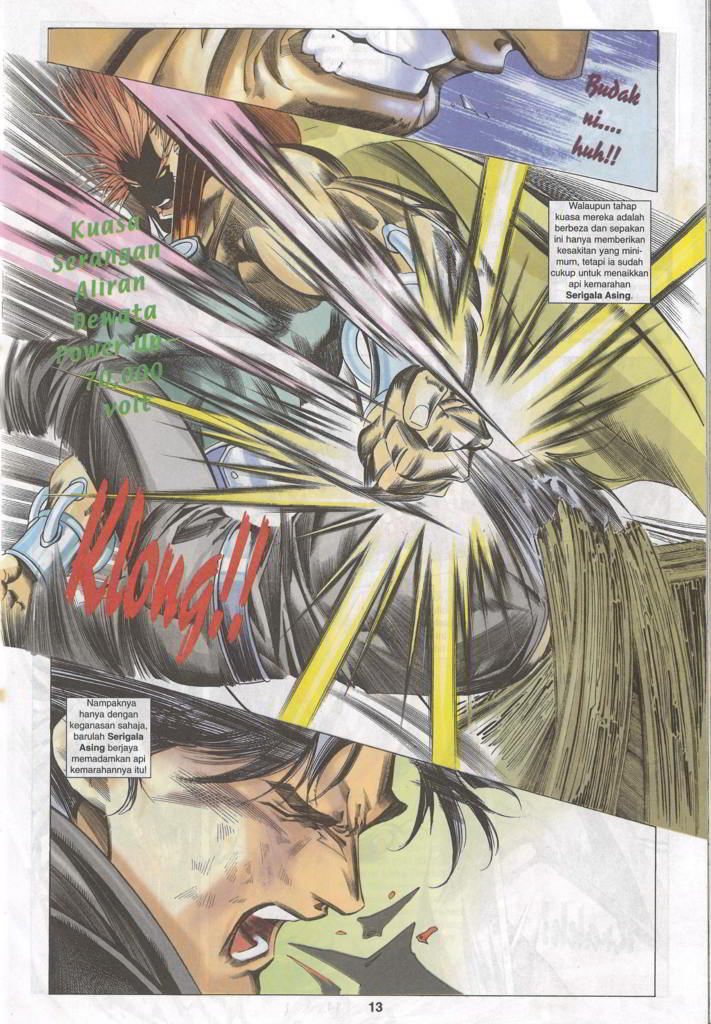 Budak
ni....
huh!!
Walaupun tahap
kuasa mereka adalah
berbeza dan sepakan
ini hanya memberikan
kesakitan yang mini-
mum, tetapi ia sudah
cukup untuk menaikkan
api kemarahan
Serigala Asing.
Kuasa
Serangan
Aliran
Dewata
Power Up
70,000
volt
Klong!!
Nampaknya
hanya dengan
keganasan sahaja,
barulah Serigala
Asing berjaya
memadamkan api
kemarahannya itu!
13